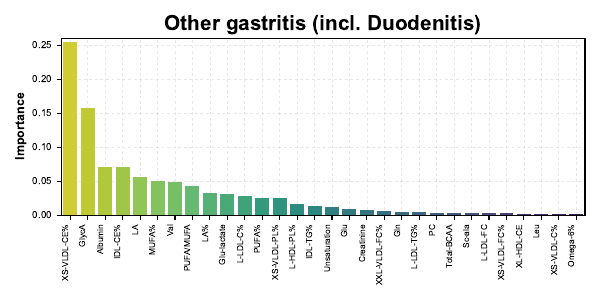 Other gastritis (incl. Duodenitis)
Importance
0.25
0.20
0.15
0.10
0.05
0.00
XS-VLDL-CE%
GlycA
Albumin
IDL-CE%
LA
MUFA%
Val
PUFA/MUFA
LA%
Glu-lactate
L-LDL-C%
PUFA%
XS-VLDL-PL%
L-HDL-PL%
IDL-TG%
Unsaturation
Glu
Creatinine
XXL-VLDL-FC%
Gln
L-LDL-TG%
PC
Total-BCAA
L-LDL-FC
XS-VLDL-FC%
XL-HDL-CE
Leu
XS-VLDL-C%
Omega-6%